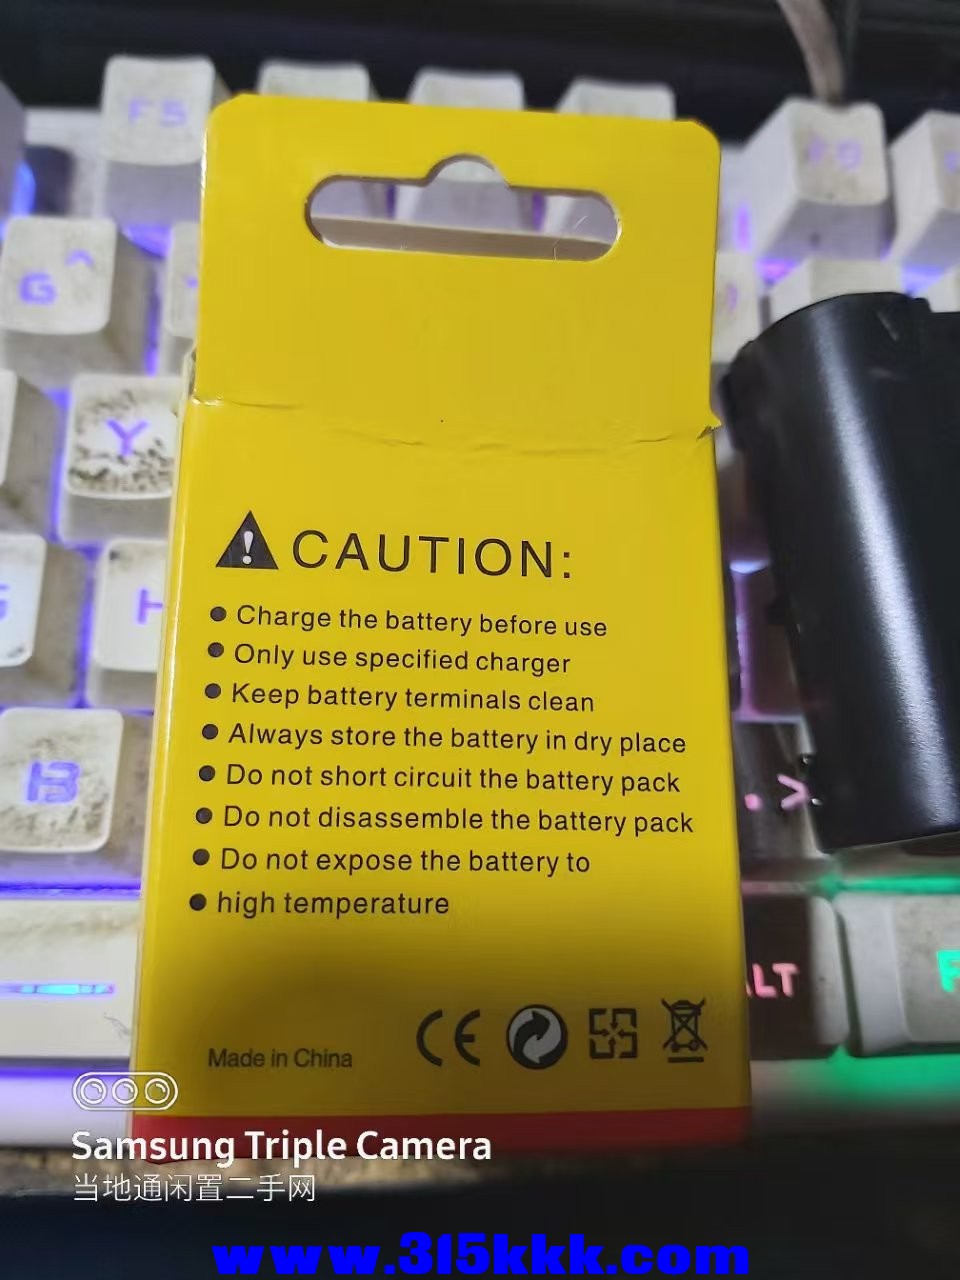 F5
F9
G
Y
H
B
CAUTION:
● Charge the battery before use
● Only use specified charger
● Keep battery terminals clean
● Always store the battery in dry place
● Do not short circuit the battery pack
● Do not disassemble the battery pack
● Do not expose the battery to
● high temperature
. >
ALT
F
Made in China
CE
Samsung Triple Camera
当地通闲置二手网
www.315kkk.com